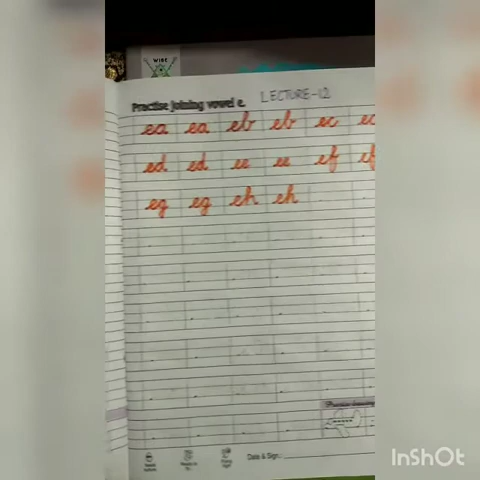 WISE
Practise joining vowel e. LECTURE-12
ea ea eb eb ec ec
ed ed ee ee ef ef
eg eg eh eh
Date & Sign.:
InShOt